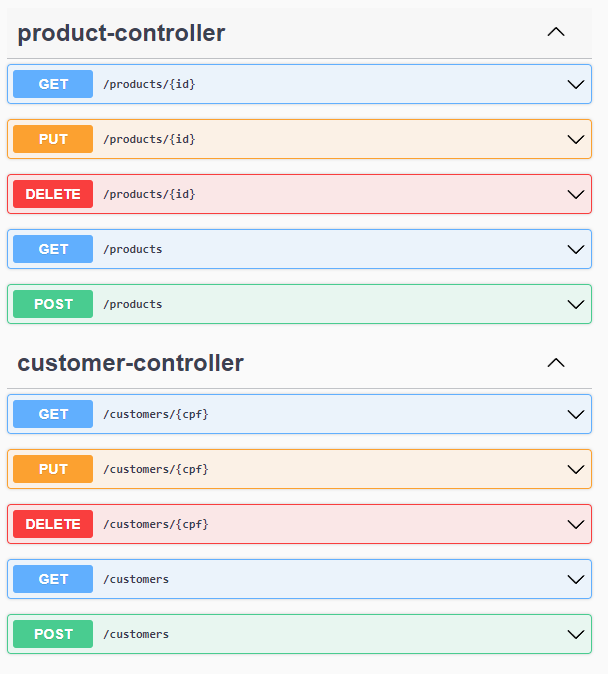 product-controller
GET /products/{id}
PUT /products/{id}
DELETE /products/{id}
GET /products
POST /products
customer-controller
GET /customers/{cpf}
PUT /customers/{cpf}
DELETE /customers/{cpf}
GET /customers
POST /customers